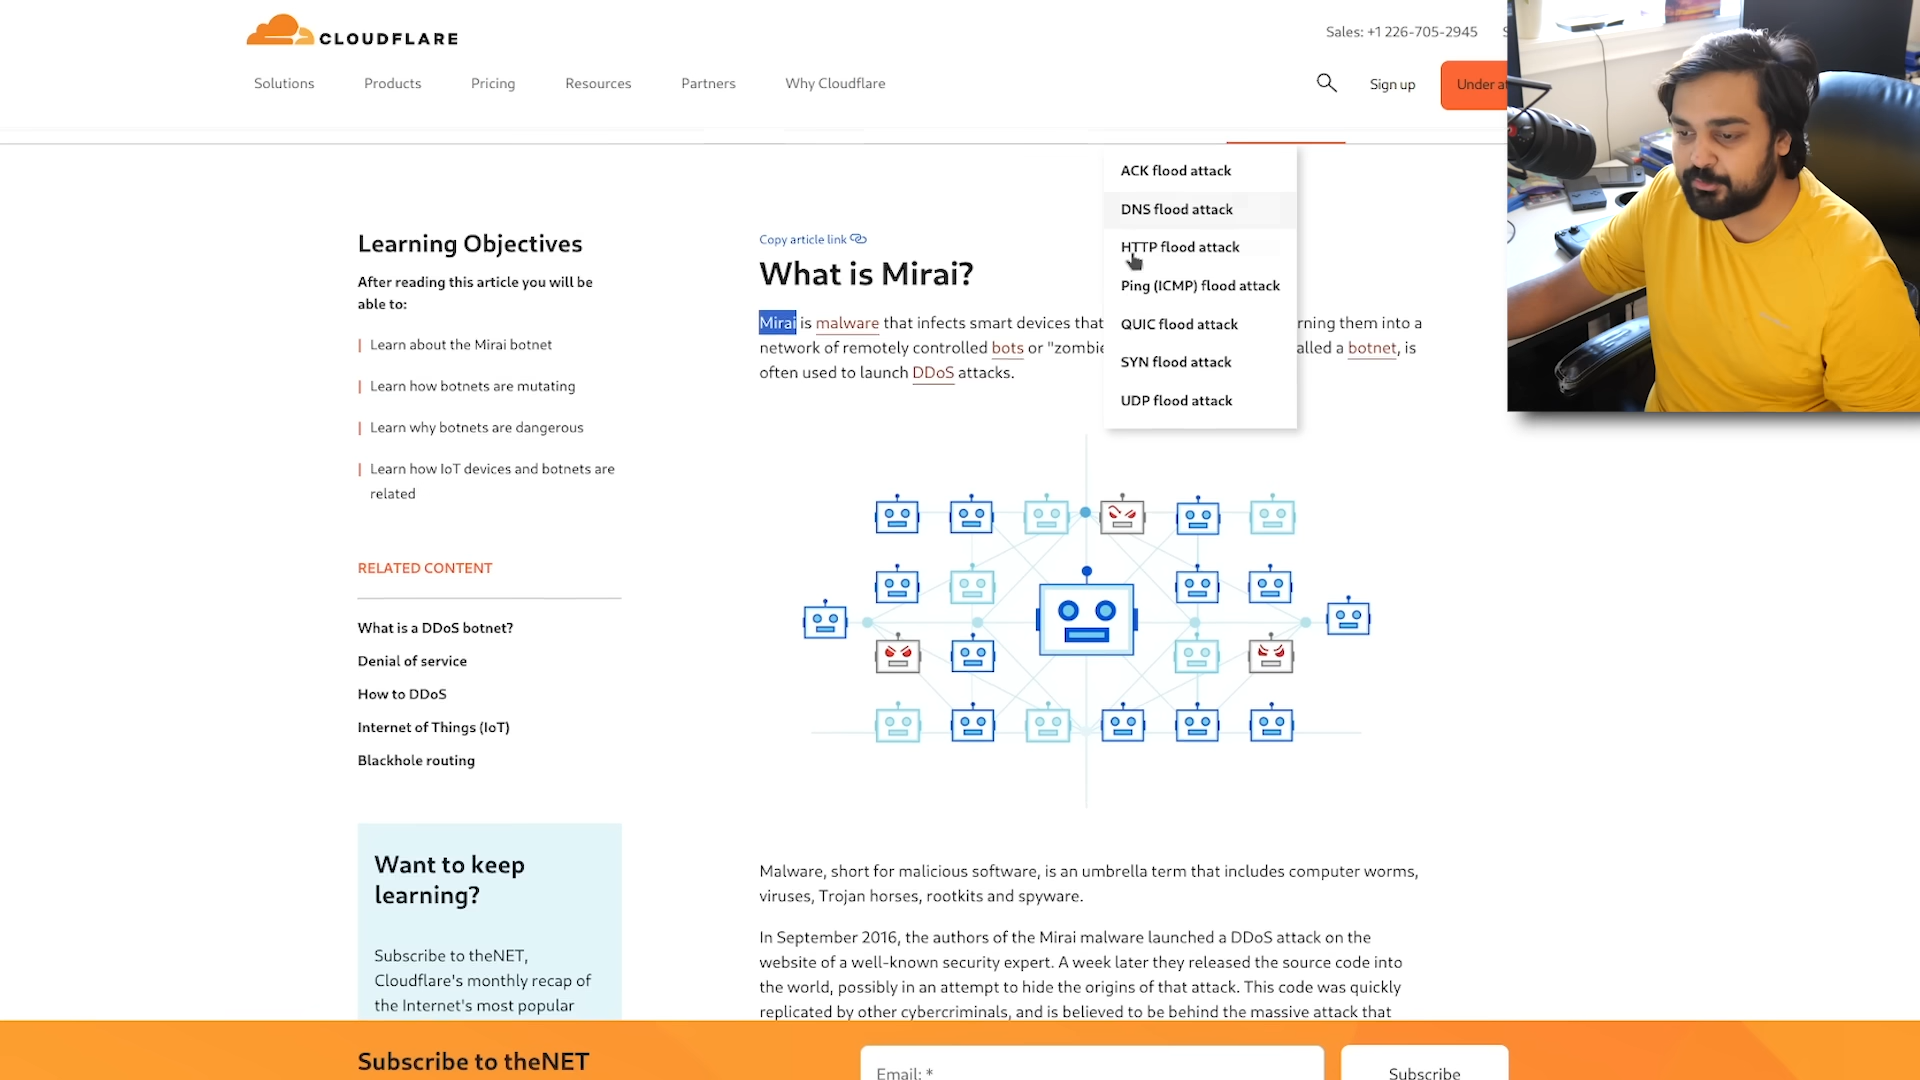 CLOUDFLARE
Sales: +1 226-705-2945
Solutions
Products
Pricing
Resources
Partners
Why Cloudflare
Sign up
Under
ACK flood attack
DNS flood attack
HTTP flood attack
Ping (ICMP) flood attack
QUIC flood attack
SYN flood attack
UDP flood attack
Learning Objectives
After reading this article you will be
able to:
Learn about the Mirai botnet
Learn how botnets are mutating
Learn why botnets are dangerous
Learn how IoT devices and botnets are
related
RELATED CONTENT
What is a DDoS botnet?
Denial of service
How to DDoS
Internet of Things (IoT)
Blackhole routing
Want to keep
learning?
Subscribe to theNET,
Cloudflare's monthly recap of
the Internet's most popular
Copy article link
What is Mirai?
Mirai is malware that infects smart devices that them into a
network of remotely controlled bots or a botnet, is
often used to launch DDoS attacks.
Malware, short for malicious software, is an umbrella term that includes computer worms,
viruses, Trojan horses, rootkits and spyware.
In September 2016, the authors of the Mirai malware launched a DDoS attack on the
website of a well-known security expert. A week later they released the source code into
the world, possibly in an attempt to hide the origins of that attack. This code was quickly
replicated by other cybercriminals, and is believed to be behind the massive attack that
Subscribe to theNET
Email: *
Subscribe